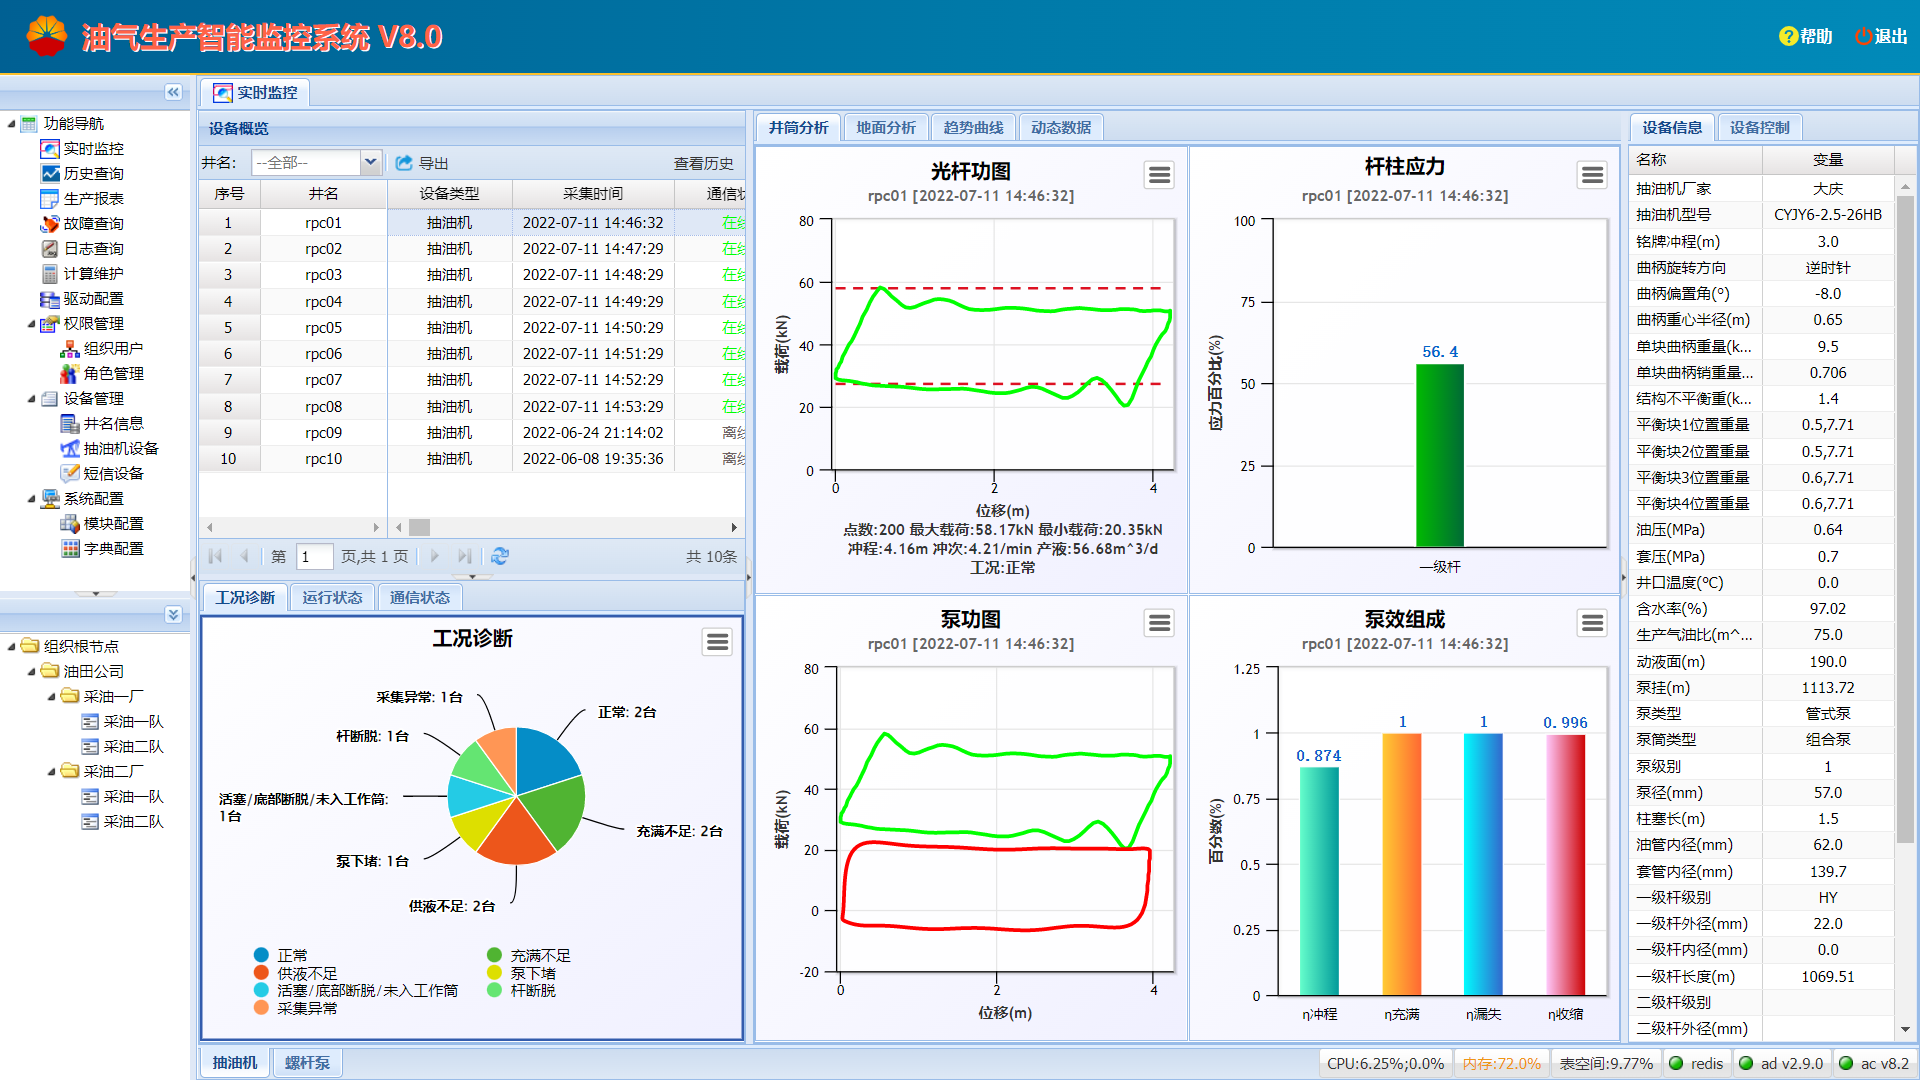 油气生产智能监控系统 V8.0
帮助
退出
功能导航
实时监控
历史查询
生产报表
故障查询
日志查询
计算维护
驱动配置
权限管理
组织用户
角色管理
设备管理
井名信息
抽油机设备
短信设备
系统配置
模块配置
字典配置
组织根节点
油田公司
采油一厂
采油一队
采油二队
采油二厂
采油一队
采油二队
实时监控
设备概览
井名: --全部-- 导出 查看历史
序号 井名 设备类型 采集时间 通信
1 rpc01 抽油机 2022-07-11 14:46:32 在
2 rpc02 抽油机 2022-07-11 14:47:29 在
3 rpc03 抽油机 2022-07-11 14:48:29 在
4 rpc04 抽油机 2022-07-11 14:49:29 在
5 rpc05 抽油机 2022-07-11 14:50:29 在
6 rpc06 抽油机 2022-07-11 14:51:29 在
7 rpc07 抽油机 2022-07-11 14:52:29 在
8 rpc08 抽油机 2022-07-11 14:53:29 在
9 rpc09 抽油机 2022-06-24 21:14:02 离
10 rpc10 抽油机 2022-06-08 19:35:36 离
第 1 页,共 1 页 共 10条
工况诊断 运行状态 通信状态
工况诊断
采集异常: 1台
正常: 2台
杆断脱: 1台
活塞/底部断脱/未入工作筒:
1台
充满不足: 2台
泵下堵: 1台
供液不足: 2台
正常 充满不足
供液不足 泵下堵
活塞/底部断脱/未入工作筒 杆断脱
采集异常
抽油机 螺杆泵
井筒分析 地面分析 趋势曲线 动态数据
光杆功图
rpc01 [2022-07-11 14:46:32]
80
60
40
20
0
载荷(kN)
0 2 4
位移(m)
点数:200 最大载荷:58.17kN 最小载荷:20.35kN
冲程:4.16m 冲次:4.21/min 产液:56.68m^3/d
工况:正常
杆柱应力
rpc01 [2022-07-11 14:46:32]
100
75
50
25
0
应力百分比(%)
56.4
一级杆
泵功图
rpc01 [2022-07-11 14:46:32]
80
60
40
20
0
-20
载荷(kN)
0 2 4
位移(m)
泵效组成
rpc01 [2022-07-11 14:46:32]
1.25
1
0.75
0.5
0.25
0
百分数(%)
0.874 1 1 0.996
η冲程 η充满 η漏失 η收缩
设备信息 设备控制
名称 变量
抽油机厂家 大庆
抽油机型号 CYJY6-2.5-26HB
铭牌冲程(m) 3.0
曲柄旋转方向 逆时针
曲柄偏置角(°) -8.0
曲柄重心半径(m) 0.65
单块曲柄重量(k... 9.5
单块曲柄销重量... 0.706
结构不平衡重(k... 1.4
平衡块1位置重量 0.5,7.71
平衡块2位置重量 0.5,7.71
平衡块3位置重量 0.6,7.71
平衡块4位置重量 0.6,7.71
油压(MPa) 0.64
套压(MPa) 0.7
井口温度(℃) 0.0
含水率(%) 97.02
生产气油比(m^... 75.0
动液面(m) 190.0
泵挂(m) 1113.72
泵类型 管式泵
泵筒类型 组合泵
泵级别 1
泵径(mm) 57.0
柱塞长(m) 1.5
油管内径(mm) 62.0
套管内径(mm) 139.7
一级杆级别 HY
一级杆外径(mm) 22.0
一级杆内径(mm) 0.0
一级杆长度(m) 1069.51
二级杆级别
二级杆外径(mm)
CPU:6.25%;0.0% 内存:72.0% 表空间:9.77% redis ad v2.9.0 ac v8.2